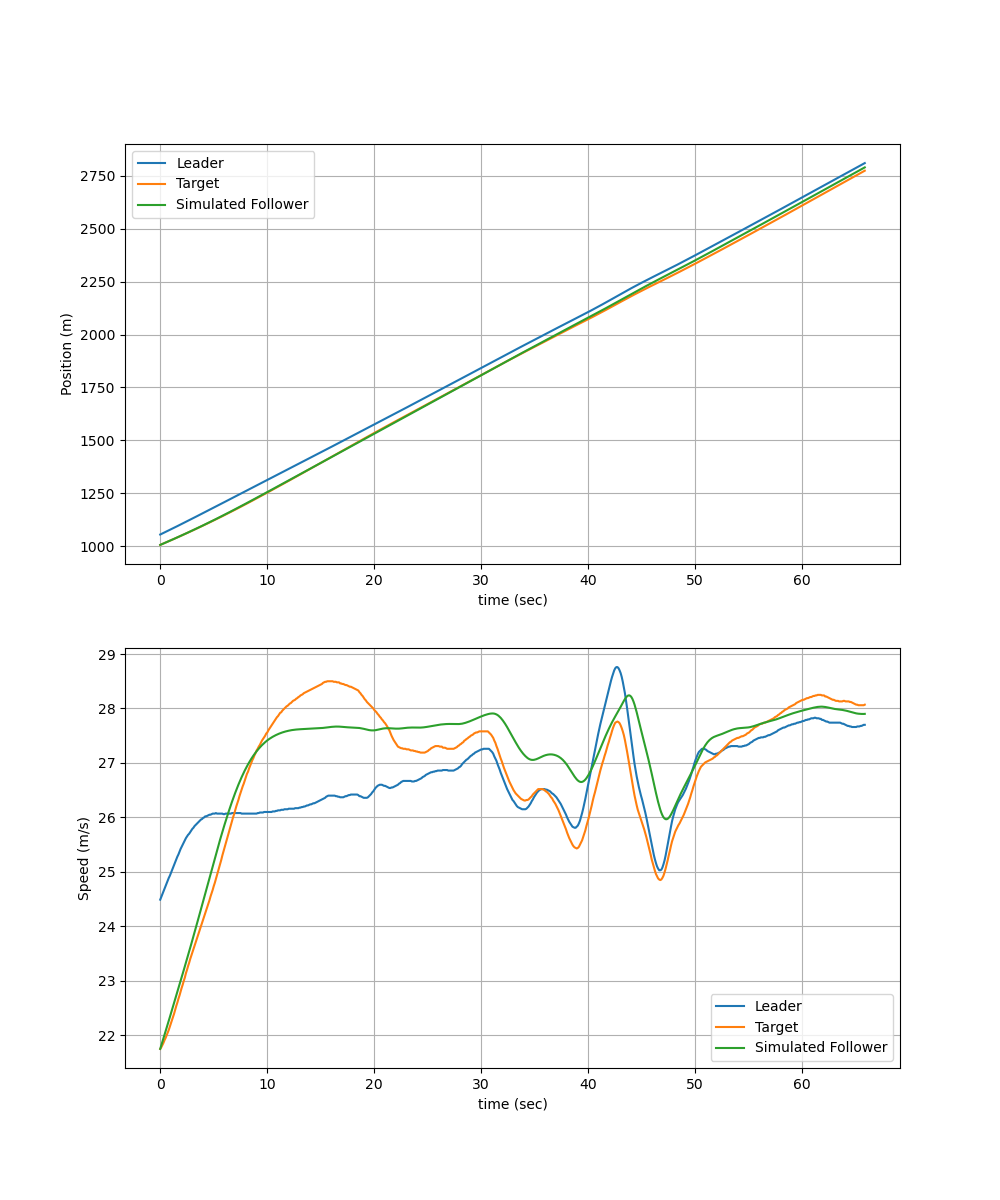 Leader
Target
Simulated Follower
2750
2500
2250
2000
1750
1500
1250
1000
Position (m)
0 10 20 30 40 50 60
time (sec)
29
28
27
26
25
24
23
22
Speed (m/s)
Leader
Target
Simulated Follower
0 10 20 30 40 50 60
time (sec)